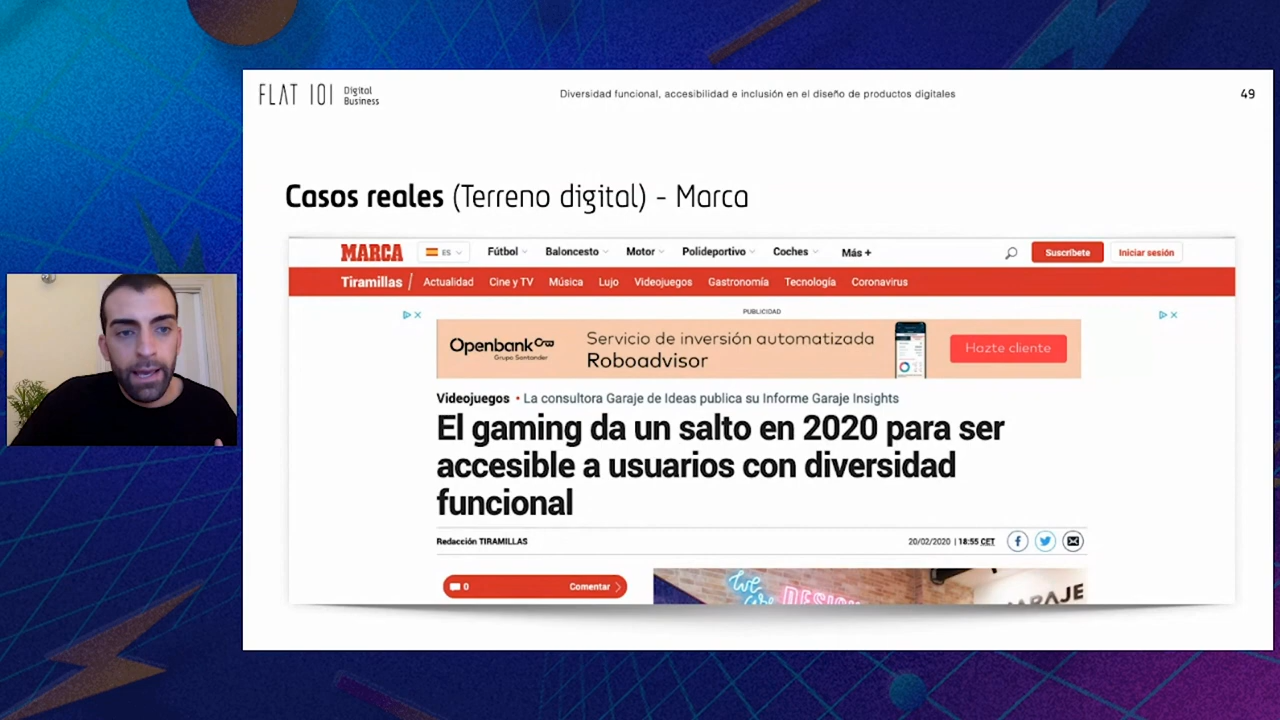 FLAT 101 Digital Business
Diversidad funcional, accesibilidad e inclusión en el diseño de productos digitales
49
Casos reales (Terreno digital) - Marca
MARCA ES Fútbol Baloncesto Motor Polideportivo Coches Más + Suscríbete Iniciar sesión
Tiramillas / Actualidad Cine y TV Música Lujo Videojuegos Gastronomía Tecnología Coronavirus
PUBLICIDAD
Openbank
Grupo Santander
Servicio de inversión automatizada
Roboadvisor
Hazte cliente
Videojuegos • La consultora Garaje de Ideas publica su Informe Garaje Insights
El gaming da un salto en 2020 para ser
accesible a usuarios con diversidad
funcional
Redacción TIRAMILLAS
20/02/2020 | 18:55 CET
0 Comentar
we
are
DESIGN